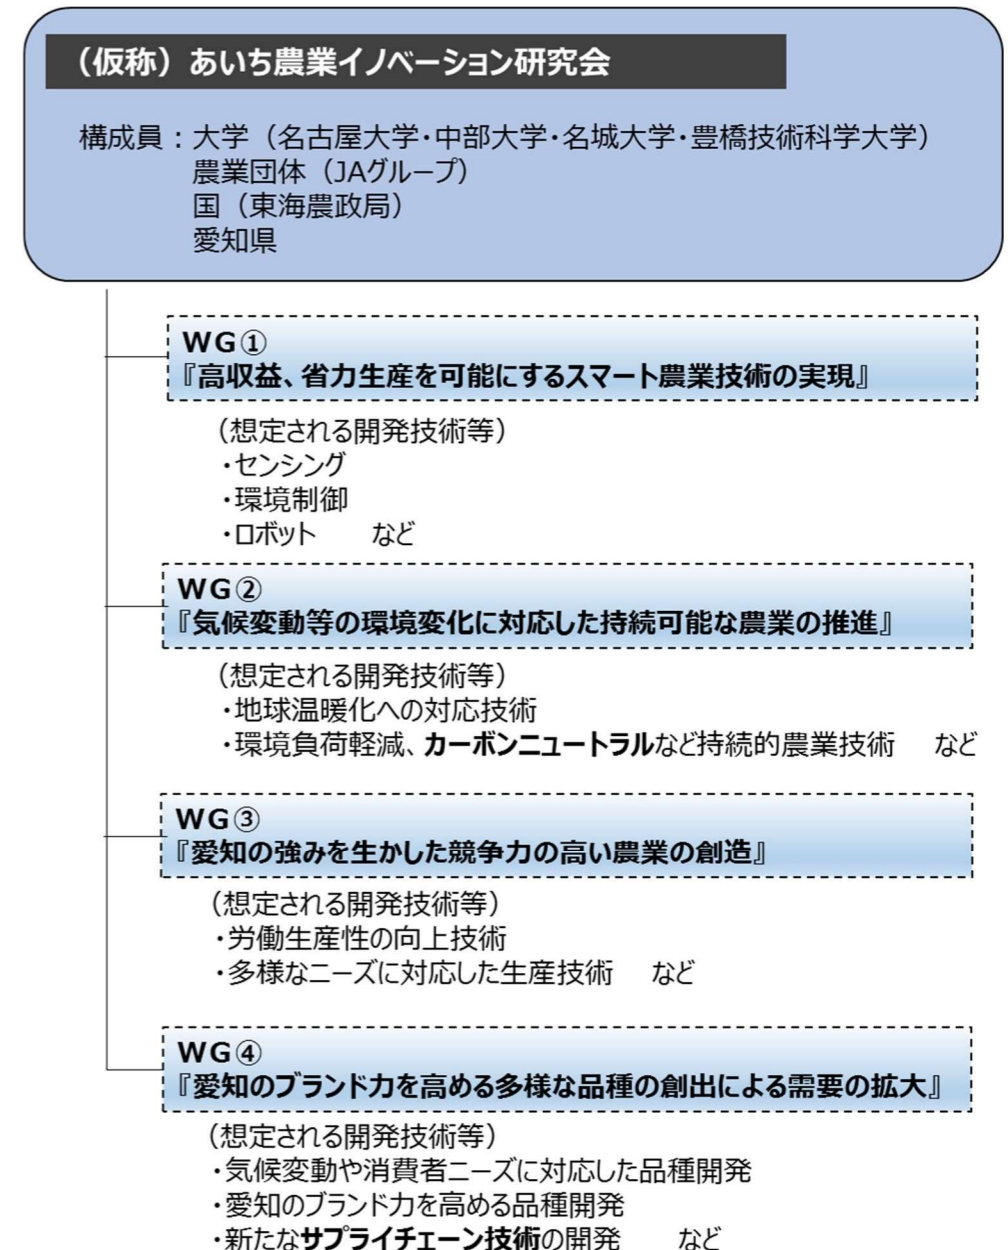 （仮称）あいち農業イノベーション研究会
構成員：大学（名古屋大学・中部大学・名城大学・豊橋技術科学大学）
農業団体（JAグループ）
国（東海農政局）
愛知県
WG①
『高収益、省力生産を可能にするスマート農業技術の実現』
（想定される開発技術等）
・センシング
・環境制御
・ロボット　　など
WG②
『気候変動等の環境変化に対応した持続可能な農業の推進』
（想定される開発技術等）
・地球温暖化への対応技術
・環境負荷軽減、カーボンニュートラルなど持続的農業技術　など
WG③
『愛知の強みを生かした競争力の高い農業の創造』
（想定される開発技術等）
・労働生産性の向上技術
・多様なニーズに対応した生産技術　など
WG④
『愛知のブランド力を高める多様な品種の創出による需要の拡大』
（想定される開発技術等）
・気候変動や消費者ニーズに対応した品種開発
・愛知のブランド力を高める品種開発
・新たなサプライチェーン技術の開発　　など